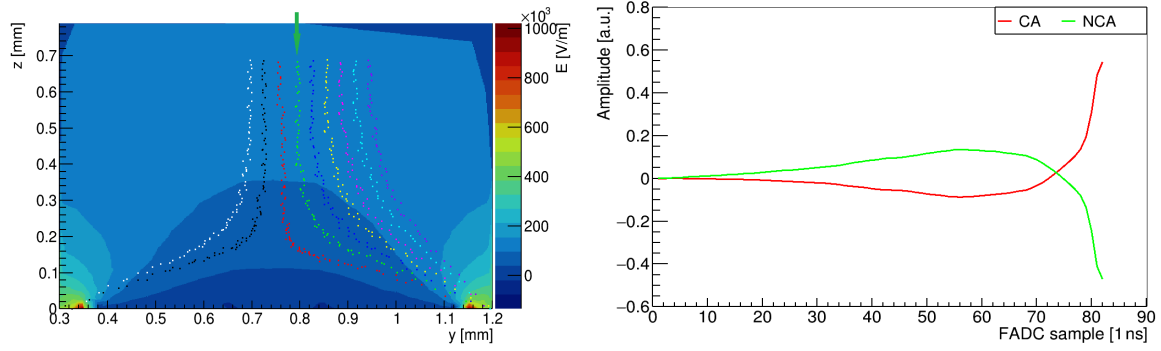 z [mm]
0.7
0.6
0.5
0.4
0.3
0.2
0.1
0
0.3 0.4 0.5 0.6 0.7 0.8 0.9 1 1.1 1.2
y [mm]
×10³
1000
800
600
400
200
0
E [V/m]
Amplitude [a.u.]
0.8
0.6
0.4
0.2
0
−0.2
−0.4
−0.6
0 10 20 30 40 50 60 70 80 90
FADC sample [1 ns]
CA NCA